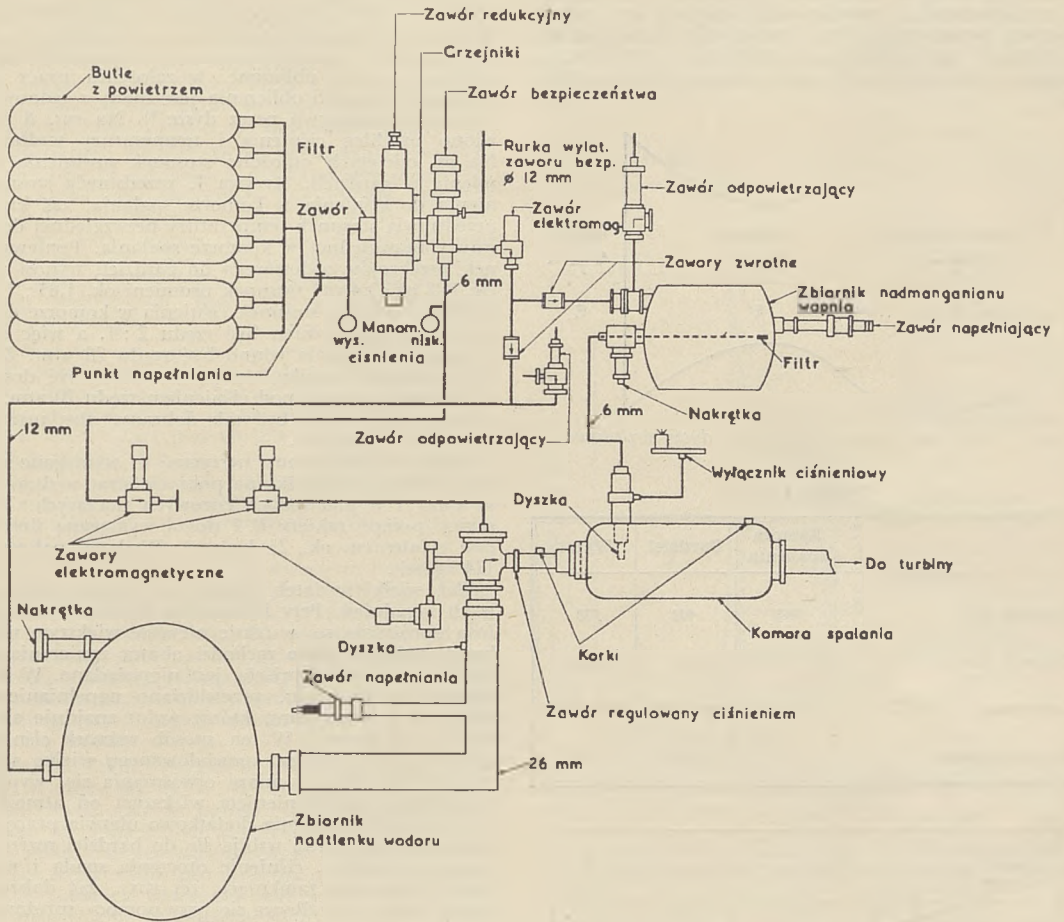 Zawór redukcyjny
Grzejniki
Butle
z powietrzem
Zawór bezpieczeństwa
Filtr
Rurka wylat.
zaworu bezp.
ø 12 mm
Zawór odpowietrzający
Zawór
Zawór
elektromag.
Zawory zwrotne
6 mm
Zbiornik nadmanganianu
wapnia
Zawór napełniający
Manom.
wys.
nisk.
cisnienia
Punkt napełniania
Filtr
Nakrętka
12 mm
6 mm
Zawór odpowietrzający
Wyłącznik ciśnieniowy
Dyszka
Zawory
elektromagnetyczne
Do turbiny
Nakrętka
Komora spalania
Dyszka
Korki
Zawór napełniania
Zawór regulowany ciśnieniem
26 mm
Zbiornik
nadtlenku wodoru